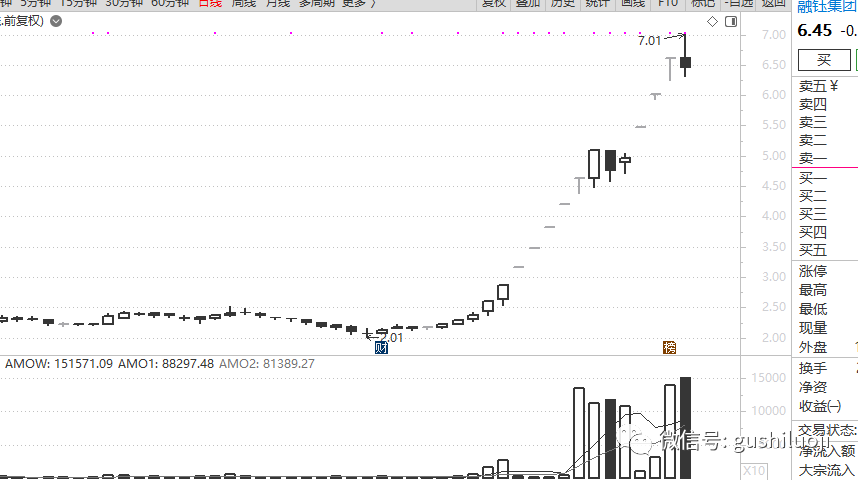 钟 5分钟 15分钟 30分钟 60分钟 日线 周线 月线 多周期 更多 〉 复权 叠加 历史 统计 画线 F10 标记 -自选 返回
融钰集团
前复权)
6.45 -0.
7.01
买
7.00
6.50
6.00
5.50
5.00
4.50
4.00
3.50
3.00
2.50
2.00
2.01
财
榜
卖五 ¥
卖四
卖三
卖二
卖一
买一
买二
买三
买四
买五
涨停
最高
最低
现量
外盘
换手
净资
收益㈠
交易状态:
净流入额
大宗流入
AMOW: 151571.09 AMO1: 88297.48 AMO2: 81389.27
15000
10000
X10
微信号: gushiluoji